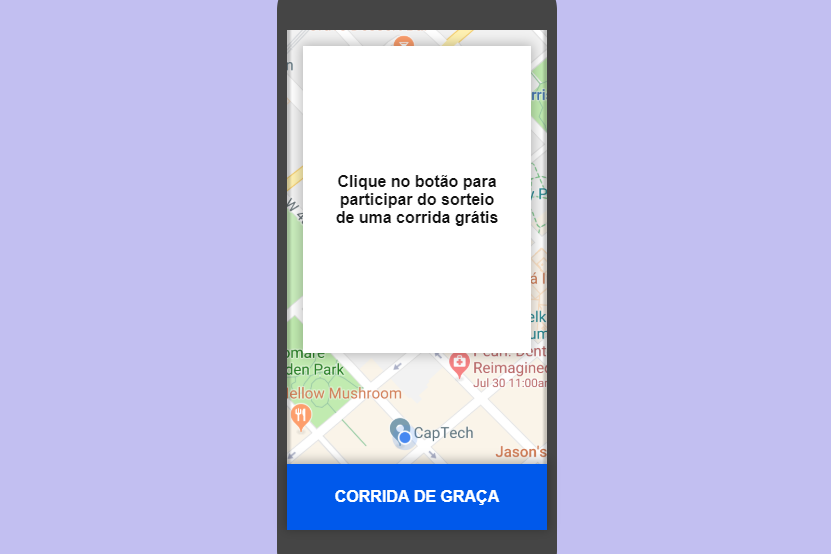 Clique no botão para
participar do sorteio
de uma corrida grátis
den Park
Reimagined
Jul 30 11:00am
ellow Mushroom
CapTech
Jason's
CORRIDA DE GRAÇA